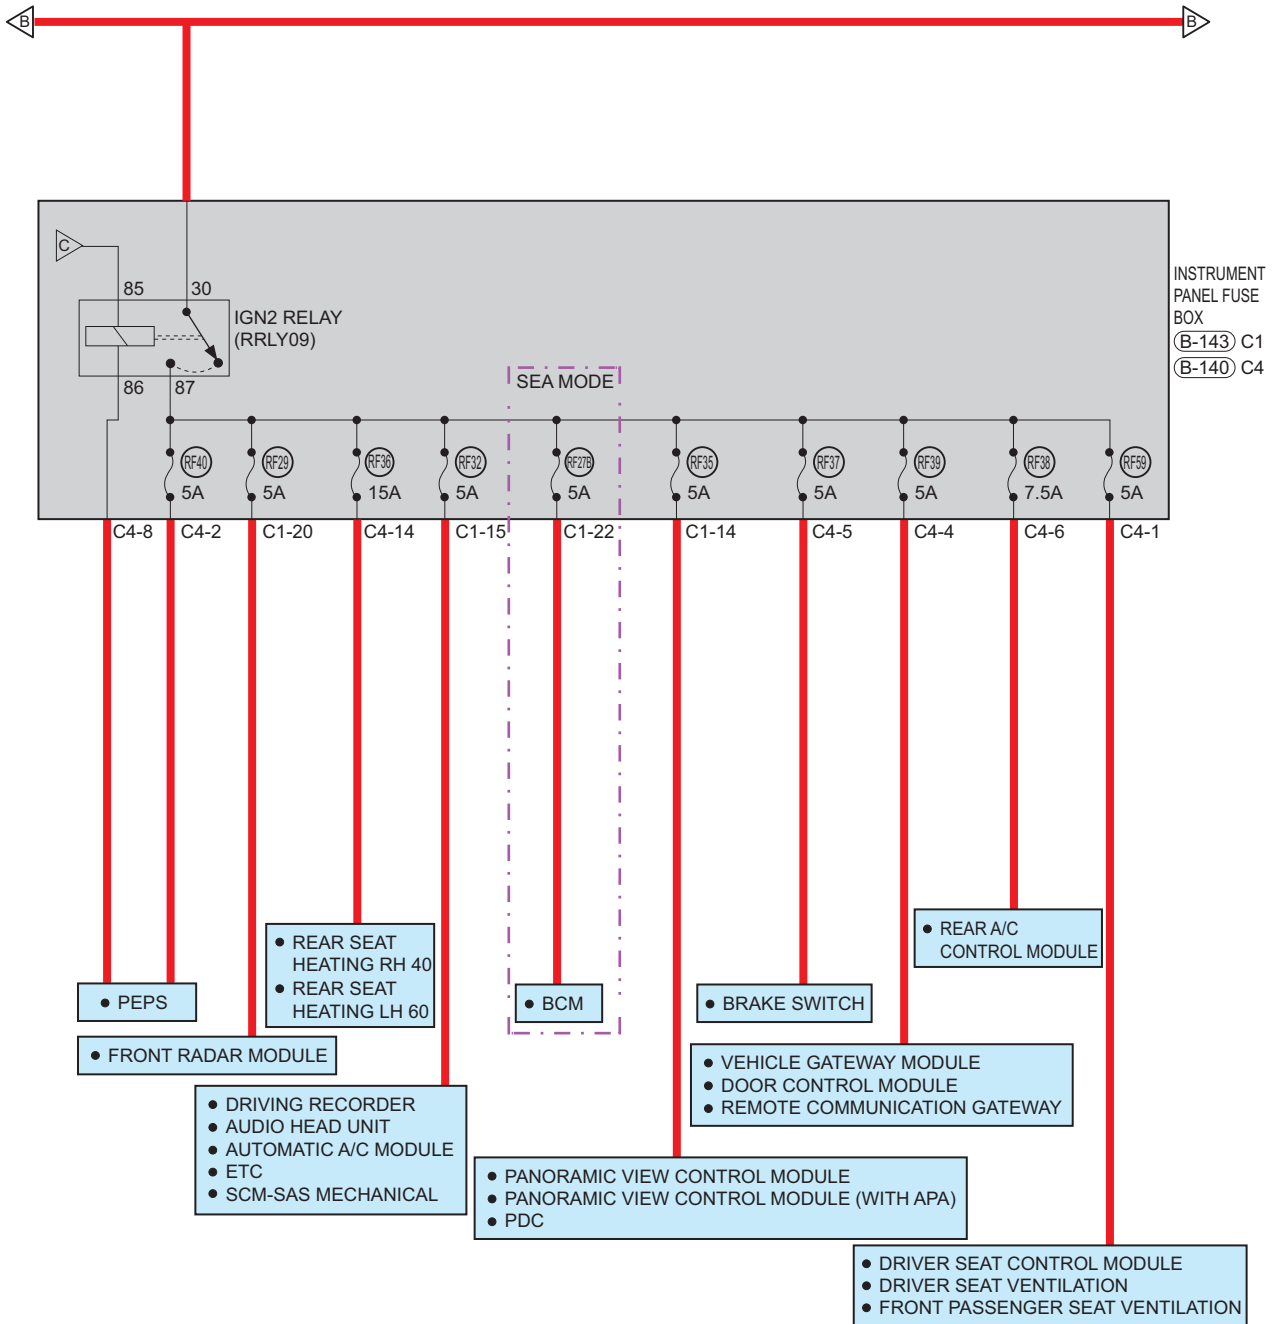 B
B
C
85
30
IGN2 RELAY
(RRLY09)
86
87
INSTRUMENT
PANEL FUSE
BOX
B-143 C1
B-140 C4
SEA MODE
RF40
5A
RF29
5A
RF36
15A
RF32
5A
RF27B
5A
RF35
5A
RF37
5A
RF39
5A
RF38
7.5A
RF59
5A
C4-8
C4-2
C1-20
C4-14
C1-15
C1-22
C1-14
C4-5
C4-4
C4-6
C4-1
• REAR A/C
CONTROL MODULE
• REAR SEAT
HEATING RH 40
• REAR SEAT
HEATING LH 60
• PEPS
• BCM
• BRAKE SWITCH
• FRONT RADAR MODULE
• VEHICLE GATEWAY MODULE
• DOOR CONTROL MODULE
• REMOTE COMMUNICATION GATEWAY
• DRIVING RECORDER
• AUDIO HEAD UNIT
• AUTOMATIC A/C MODULE
• ETC
• SCM-SAS MECHANICAL
• PANORAMIC VIEW CONTROL MODULE
• PANORAMIC VIEW CONTROL MODULE (WITH APA)
• PDC
• DRIVER SEAT CONTROL MODULE
• DRIVER SEAT VENTILATION
• FRONT PASSENGER SEAT VENTILATION